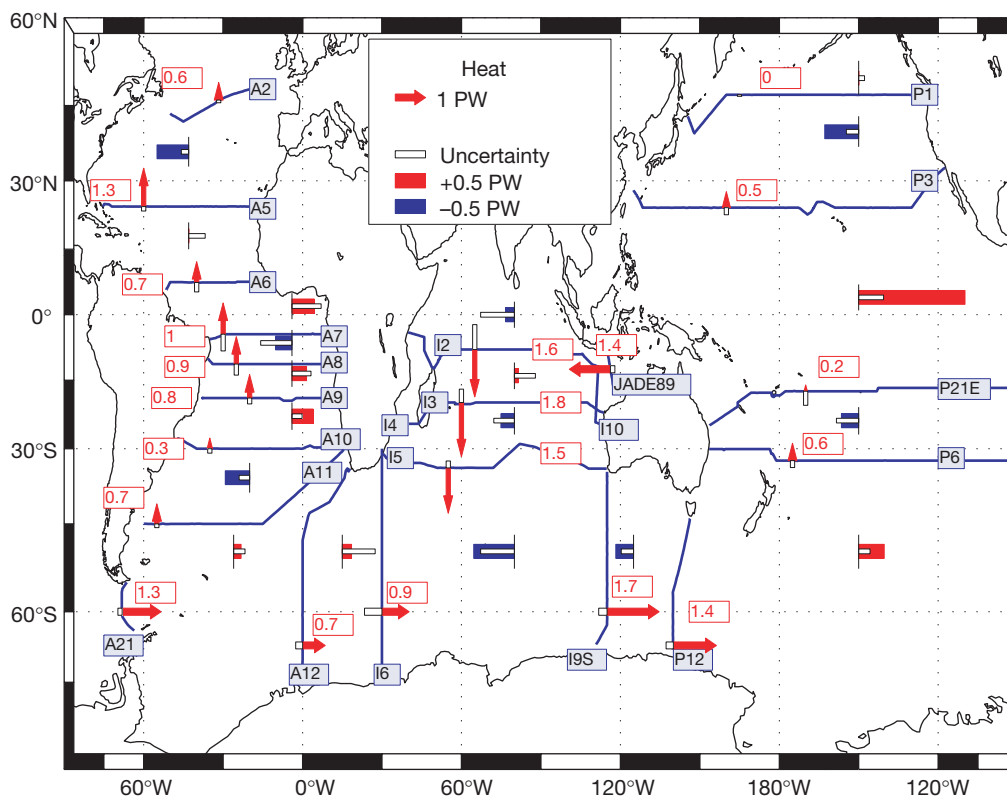 60°N
30°N
0°
30°S
60°S
Heat
1 PW
Uncertainty
+0.5 PW
−0.5 PW
0.6
A2
0
P1
1.3
A5
0.5
P3
0.7
A6
1
A7
0.9
A8
0.8
A9
0.3
A10
A11
0.7
I2
1.6
1.4
JADE89
I3
1.8
I10
I4
I5
1.5
0.2
P21E
0.6
P6
1.3
A21
0.7
A12
0.9
I6
1.7
I9S
1.4
P12
60°W
0°W
60°W
120°W
180°W
120°W